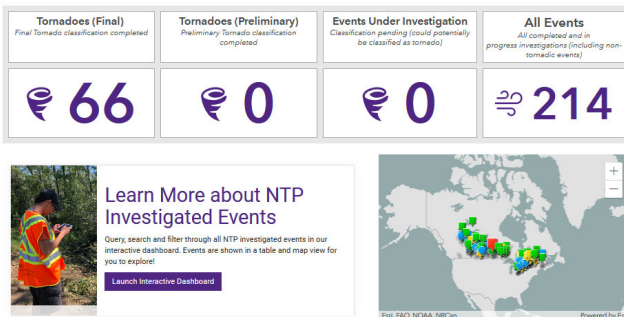 Tornadoes (Final)
Final Tornado classification completed
66
Tornadoes (Preliminary)
Preliminary Tornado classification
completed
0
Events Under Investigation
Classification pending (could potentially
be classified as tornado)
0
All Events
All completed and in
progress investigations (including non-
tornadic events)
214
Learn More about NTP
Investigated Events
Query, search and filter through all NTP investigated events in our
interactive dashboard. Events are shown in a table and map view for
you to explore!
Launch Interactive Dashboard
+
−
Esri, FAO, NOAA, NRCan
Powered by Es